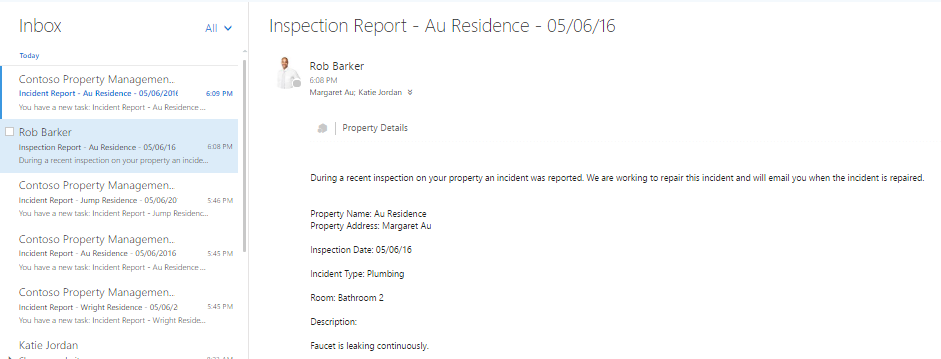 Inbox
All
Today
Contoso Property Managemen...
Incident Report - Au Residence - 05/06/2016
6:09 PM
You have a new task: Incident Report - Au Residence ...
Rob Barker
Inspection Report - Au Residence - 05/06/16
6:08 PM
During a recent inspection on your property an incide...
Contoso Property Managemen...
Incident Report - Jump Residence - 05/06/20
5:46 PM
You have a new task: Incident Report - Jump Residenc...
Contoso Property Managemen...
Incident Report - Au Residence - 05/06/2016
5:45 PM
You have a new task: Incident Report - Au Residence ...
Contoso Property Managemen...
Incident Report - Wright Residence - 05/06/2
5:45 PM
You have a new task: Incident Report - Wright Reside...
Katie Jordan
Inspection Report - Au Residence - 05/06/16
Rob Barker
6:08 PM
Margaret Au; Katie Jordan
Property Details
During a recent inspection on your property an incident was reported. We are working to repair this incident and will email you when the incident is repaired.
Property Name: Au Residence
Property Address: Margaret Au
Inspection Date: 05/06/16
Incident Type: Plumbing
Room: Bathroom 2
Description:
Faucet is leaking continuously.